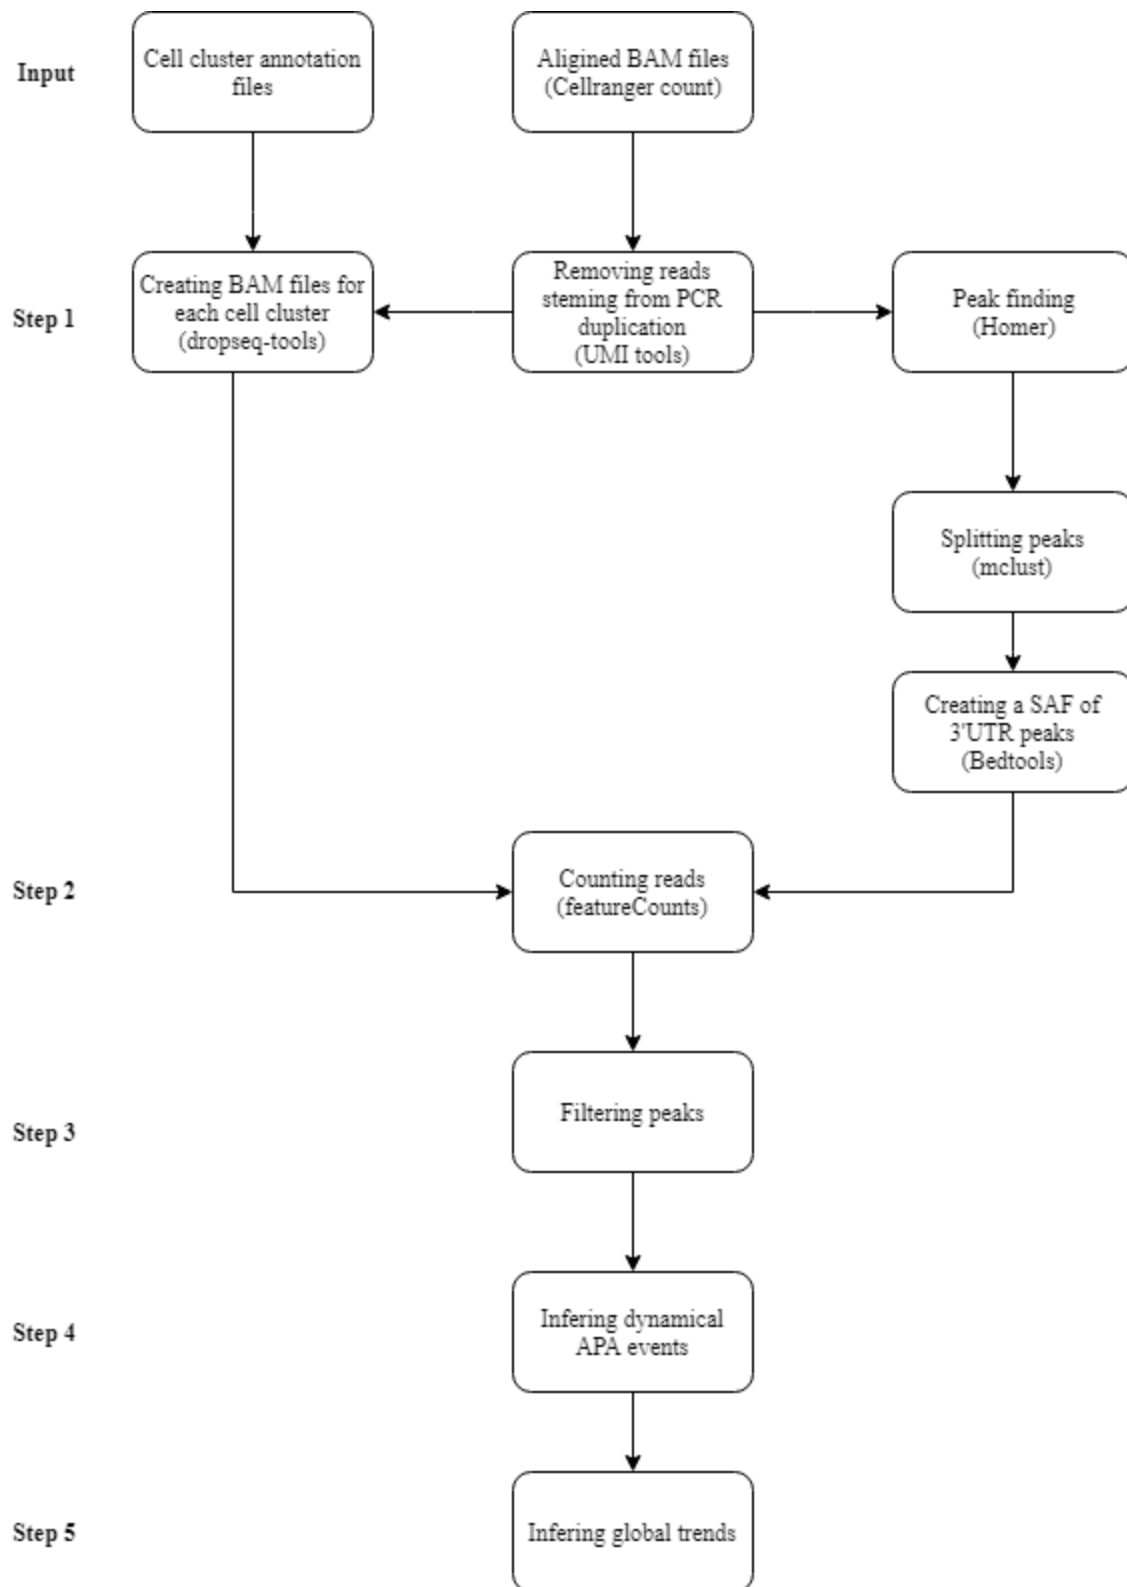 Input
Cell cluster annotation
files
Aligined BAM files
(Cellranger count)
Step 1
Creating BAM files for
each cell cluster
(dropseq-tools)
Removing reads
steming from PCR
duplication
(UMI tools)
Peak finding
(Homer)
Splitting peaks
(mclust)
Creating a SAF of
3'UTR peaks
(Bedtools)
Step 2
Counting reads
(featureCounts)
Step 3
Filtering peaks
Step 4
Infering dynamical
APA events
Step 5
Infering global trends